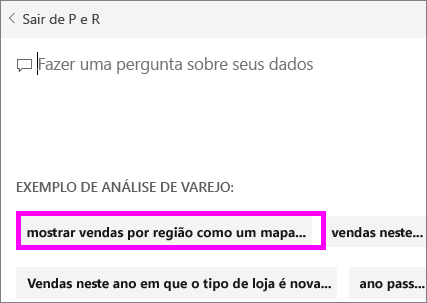 Sair de P e R
Fazer uma pergunta sobre seus dados
EXEMPLO DE ANÁLISE DE VAREJO:
mostrar vendas por região como um mapa... vendas neste...
Vendas neste ano em que o tipo de loja é nova... ano pass...